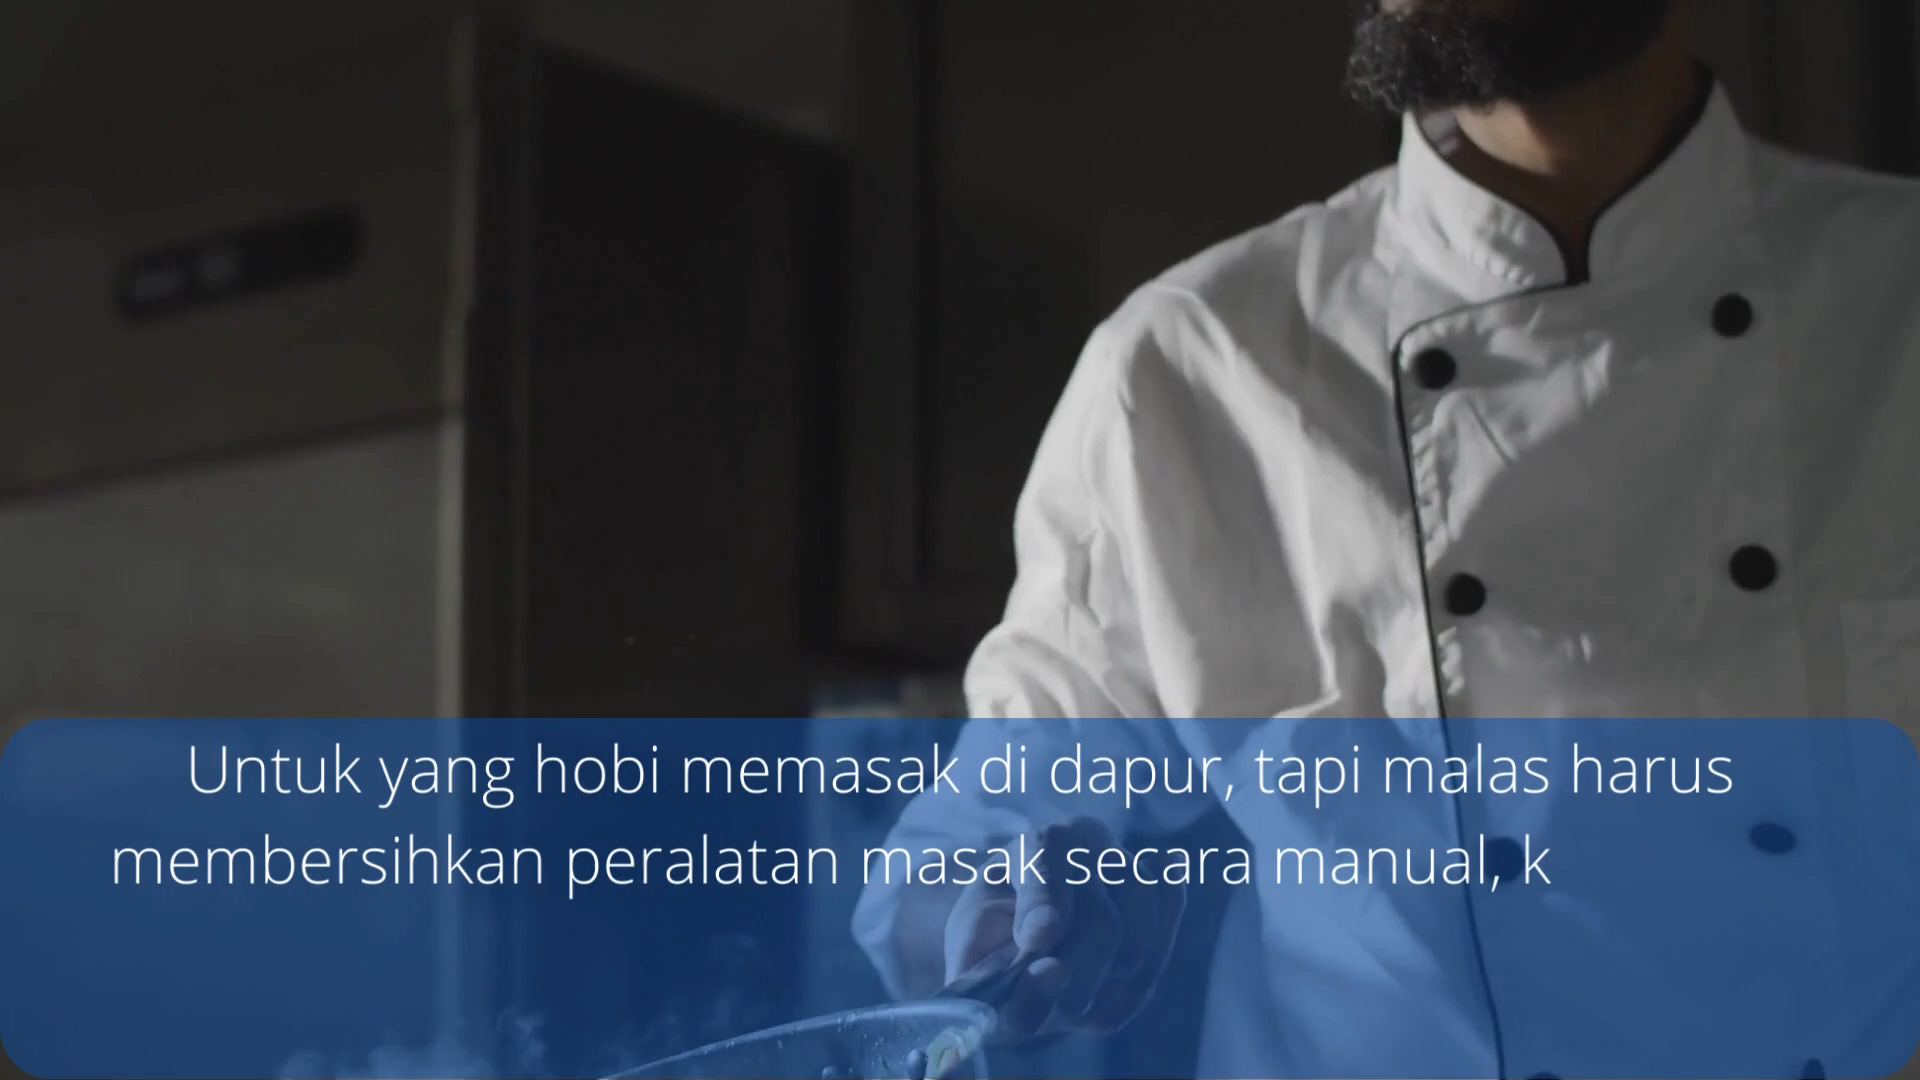 Untuk yang hobi memasak di dapur, tapi malas harus
membersihkan peralatan masak secara manual, k